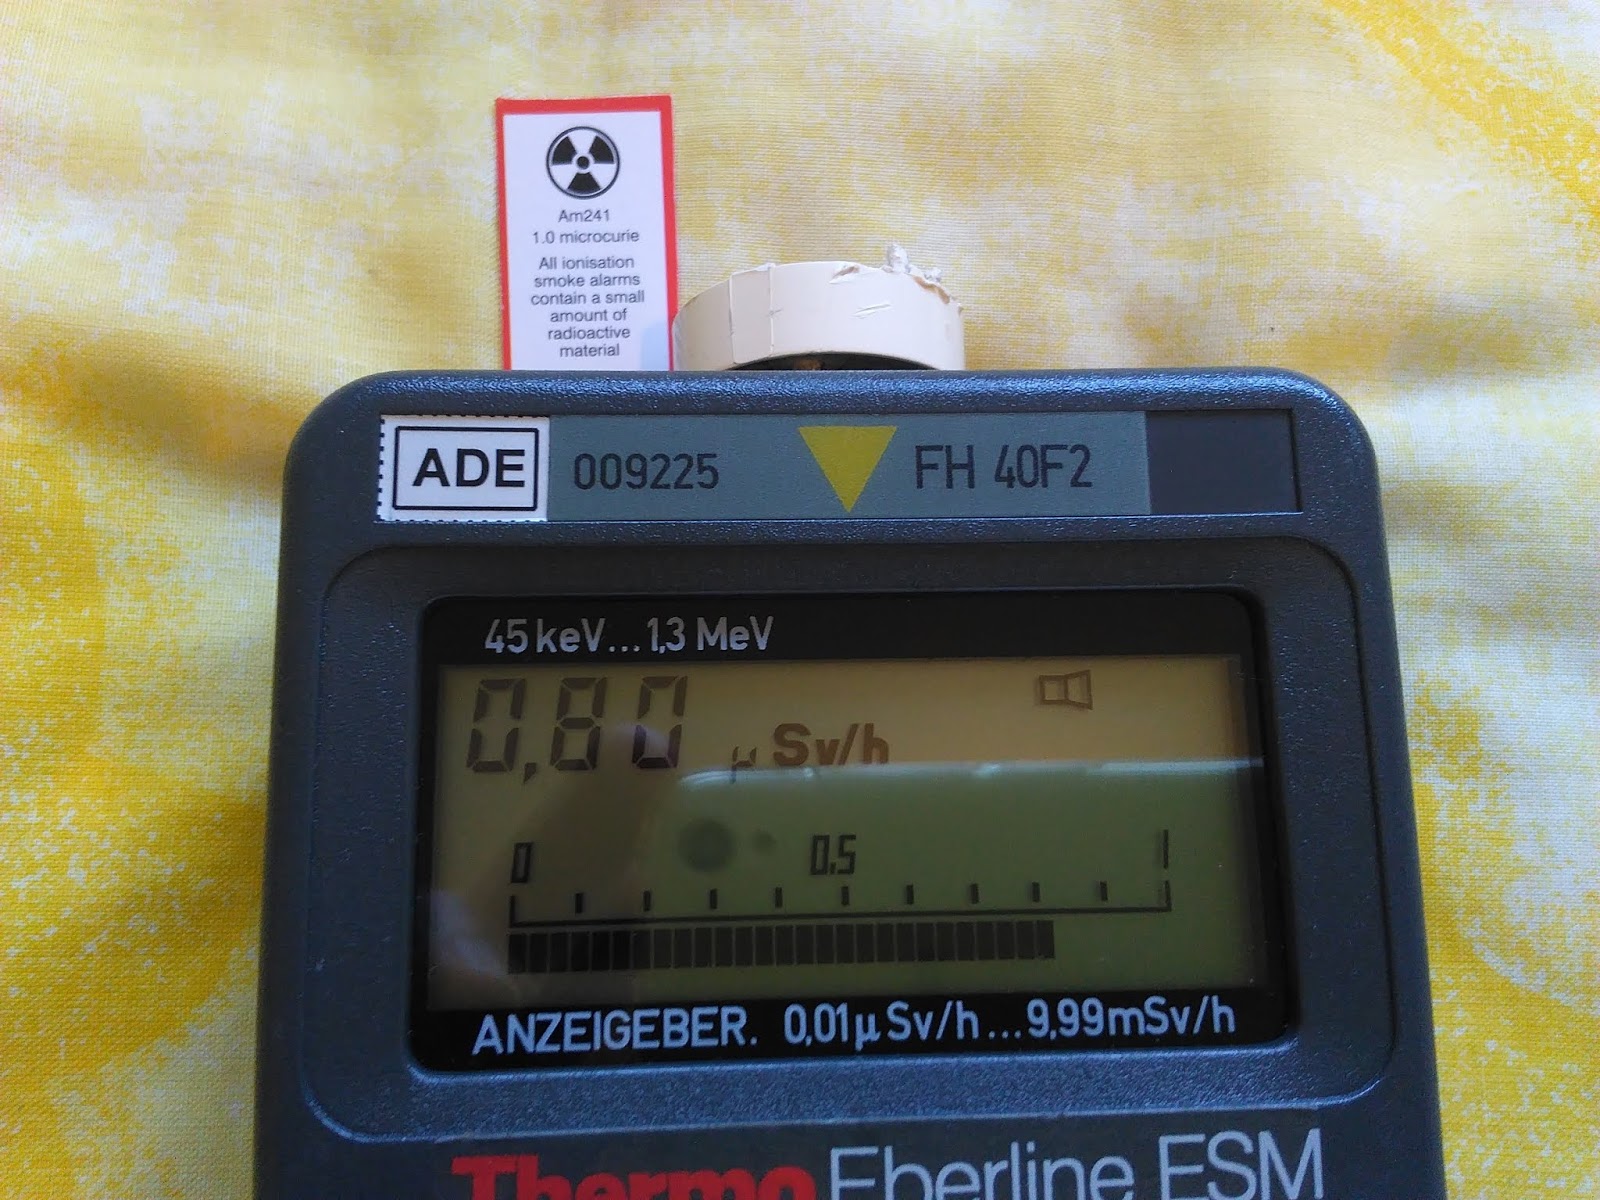 Am241
1.0 microcurie
All ionisation
smoke alarms
contain a small
amount of
radioactive
material
ADE 009225 FH 40F2
45 keV...1,3 MeV
0,80 µSv/h
0 0.5 1
ANZEIGEBER. 0,01µSv/h...9,99mSv/h
Thermo Eberline ESM